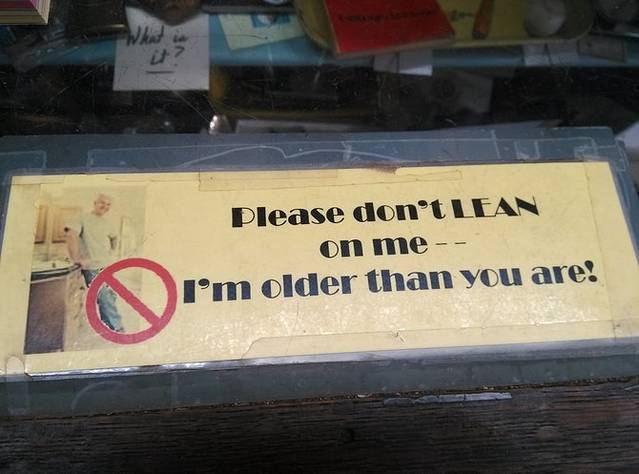 What is
it?
Please don't LEAN
on me --
I'm older than you are!